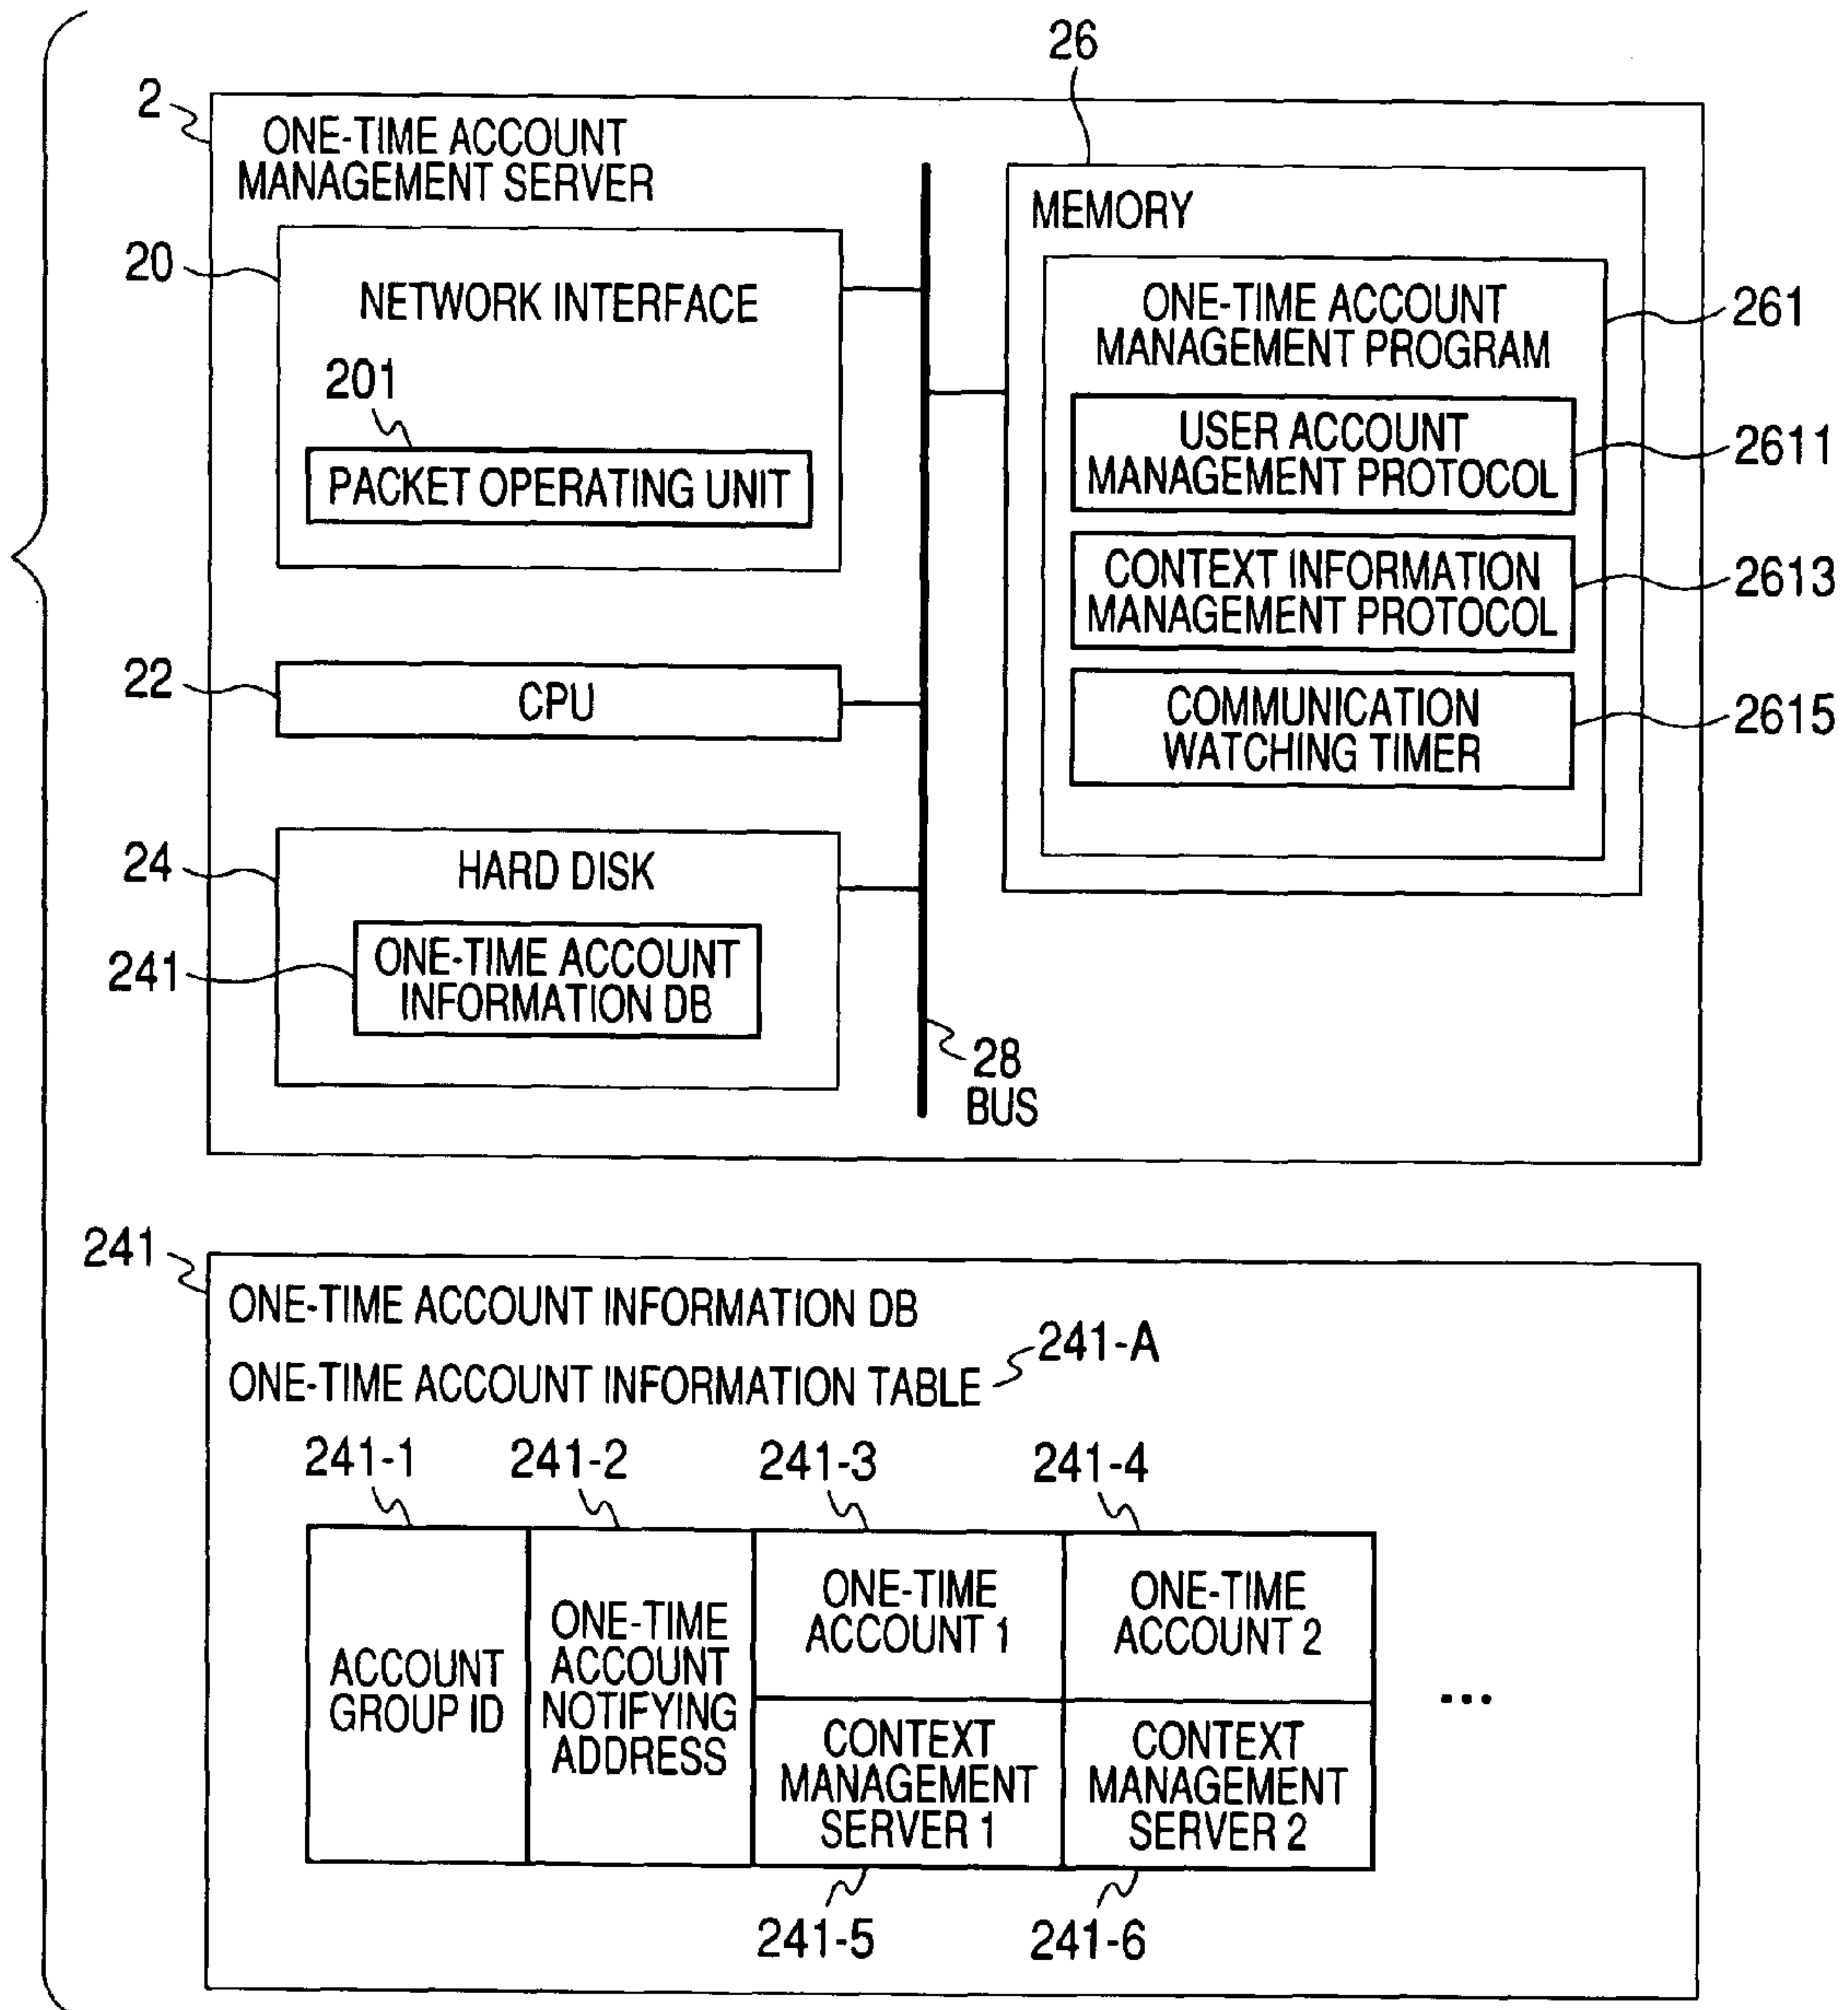 26
2
ONE-TIME ACCOUNT
MANAGEMENT SERVER
MEMORY
20
NETWORK INTERFACE
ONE-TIME ACCOUNT
MANAGEMENT PROGRAM
261
201
PACKET OPERATING UNIT
USER ACCOUNT
MANAGEMENT PROTOCOL
2611
CONTEXT INFORMATION
MANAGEMENT PROTOCOL
2613
22
CPU
COMMUNICATION
WATCHING TIMER
2615
24
HARD DISK
241
ONE-TIME ACCOUNT
INFORMATION DB
28
BUS
241
ONE-TIME ACCOUNT INFORMATION DB
ONE-TIME ACCOUNT INFORMATION TABLE
241-A
241-1
241-2
241-3
241-4
ACCOUNT
GROUP ID
ONE-TIME
ACCOUNT
NOTIFYING
ADDRESS
ONE-TIME
ACCOUNT 1
ONE-TIME
ACCOUNT 2
CONTEXT
MANAGEMENT
SERVER 1
CONTEXT
MANAGEMENT
SERVER 2
...
241-5
241-6